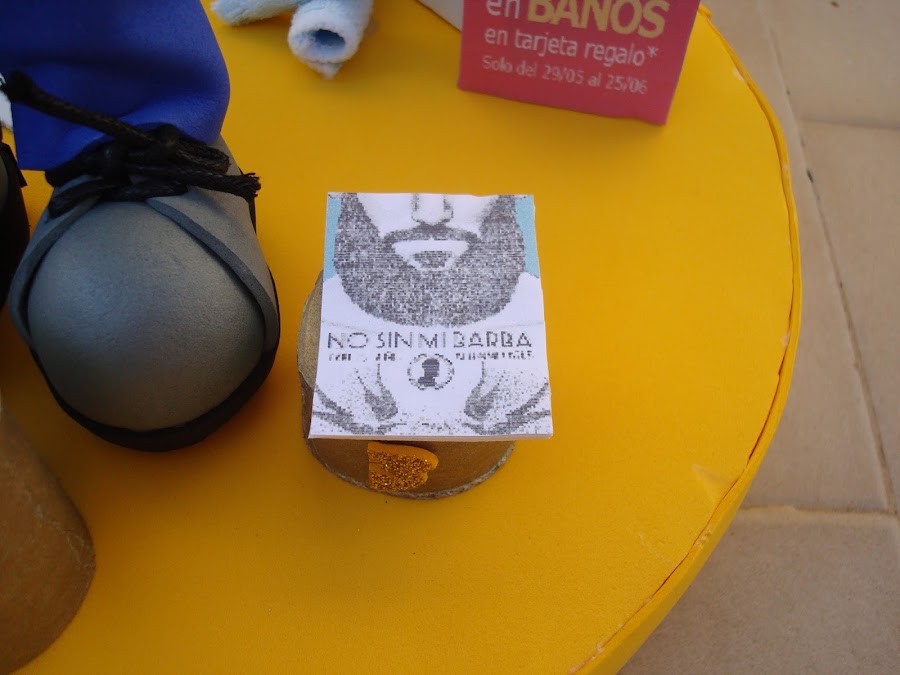 en BAÑOS
en tarjeta regalo*
Solo del 29/05 al 25/06
NO SIN MI BARBA